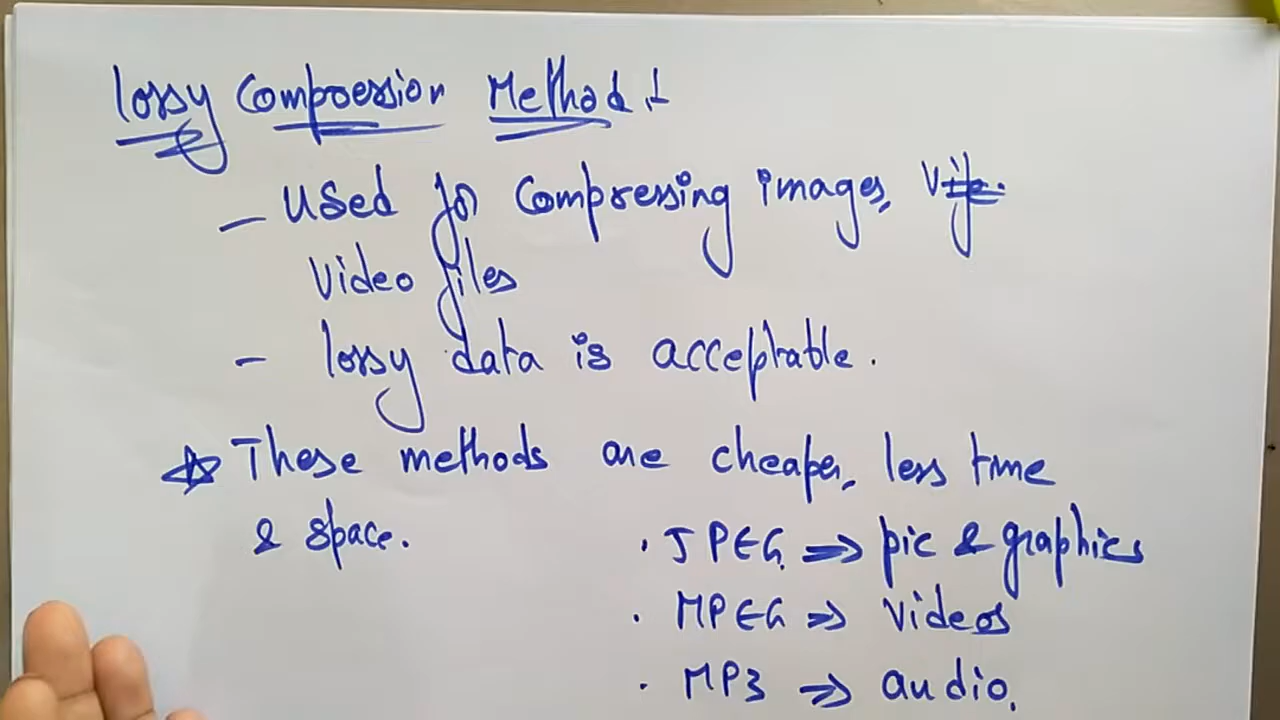 lossy Compression Method :
- Used for Compressing images,
Video files
- lossy data is acceptable.
☆ These methods are cheaper, less time
& space.
. JPEG ⇒ pic & graphics
. MPEG ⇒ Videos
. MP3 ⇒ audio.